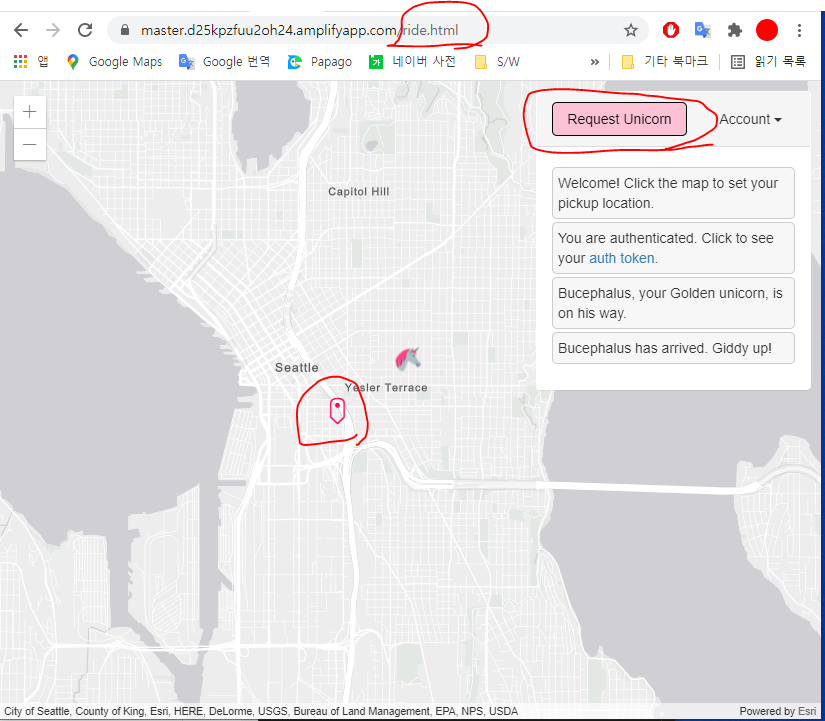 master.d25kpzfuu2oh24.amplifyapp.com/ride.html
앱 Google Maps Google 번역 Papago 네이버 사전 S/W » 기타 북마크 읽기 목록
+
−
Request Unicorn Account
Welcome! Click the map to set your
pickup location.
You are authenticated. Click to see
your auth token.
Bucephalus, your Golden unicorn, is
on his way.
Bucephalus has arrived. Giddy up!
Capitol Hill
Seattle
Yesler Terrace
City of Seattle, County of King, Esri, HERE, DeLorme, USGS, Bureau of Land Management, EPA, NPS, USDA Powered by Esri